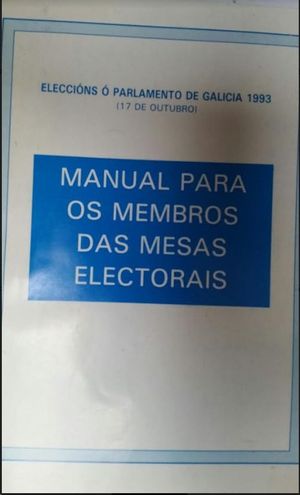 ELECCIÓNS Ó PARLAMENTO DE GALICIA 1993
(17 DE OUTUBRO)
MANUAL PARA
OS MEMBROS
DAS MESAS
ELECTORAIS